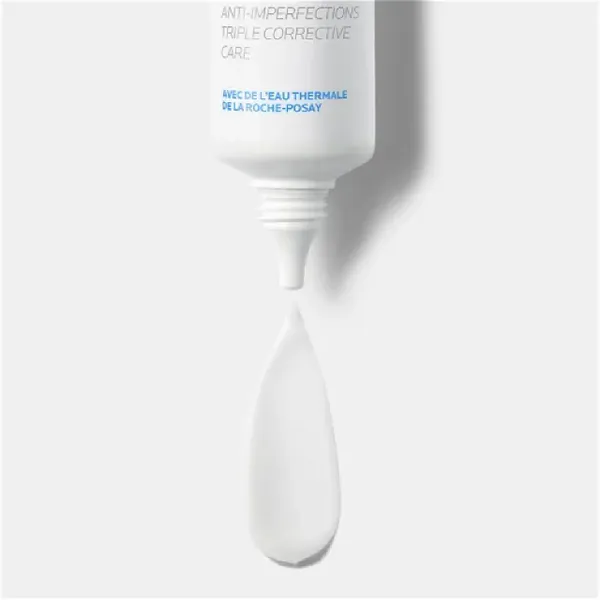 ANTI-IMPERFECTIONS
TRIPLE CORRECTIVE
CARE
AVEC DE L'EAU THERMALE
DE LA ROCHE-POSAY